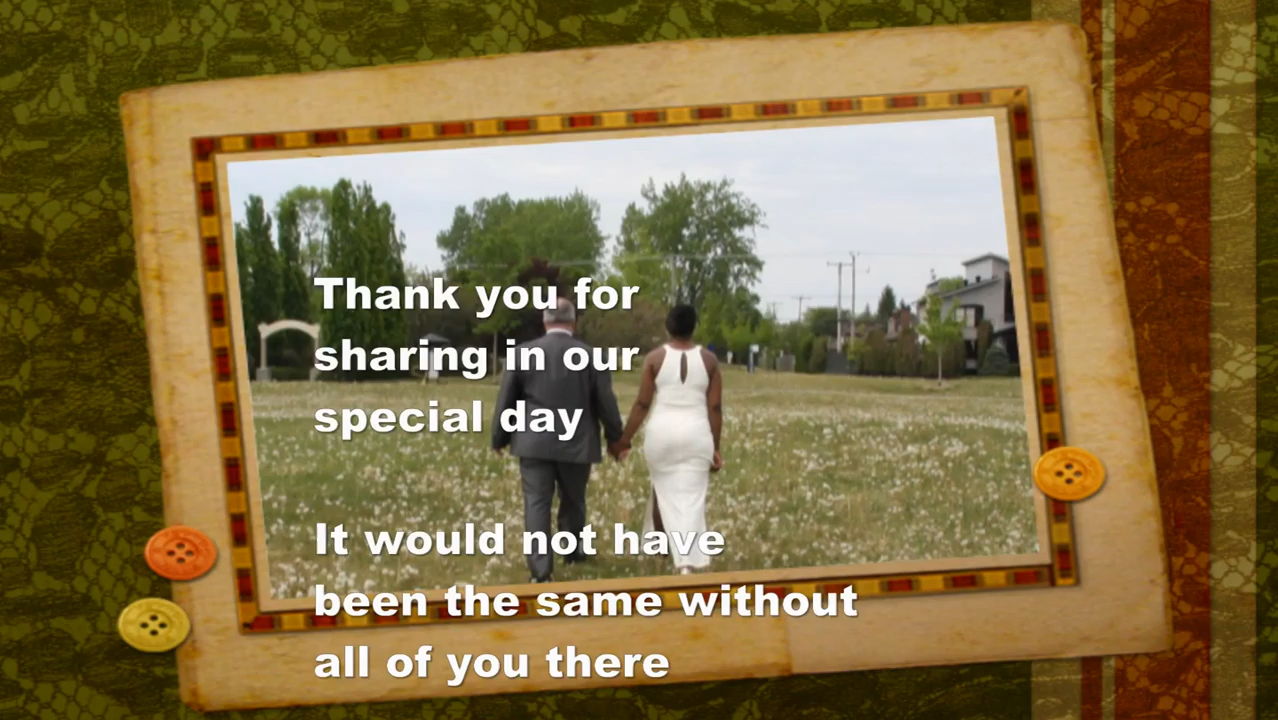 Thank you for
sharing in our
special day
It would not have
been the same without
all of you there